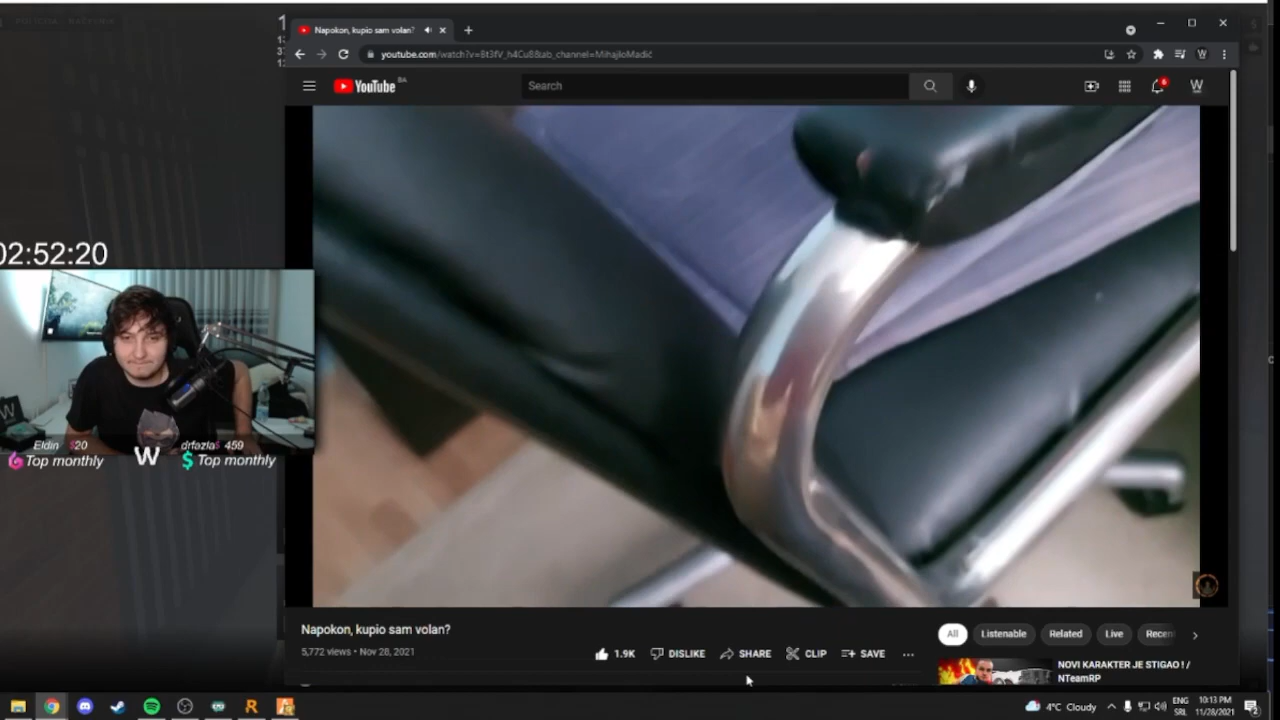 Napokon, kupio sam volan?
youtube.com/watch?v=8t3fV_h4Cu8&ab_channel=MihajloMadić
YouTube BA
Search
6
W
02:52:20
Eldin $20
Top monthly
W
drfazla$ 459
$ Top monthly
Napokon, kupio sam volan?
5,772 views • Nov 28, 2021
1.9K DISLIKE SHARE CLIP SAVE
All Listenable Related Live Recen
NOVI KARAKTER JE STIGAO! /
NTeamRP
4°C Cloudy
ENG
SRL
10:13 PM
11/28/2021
2